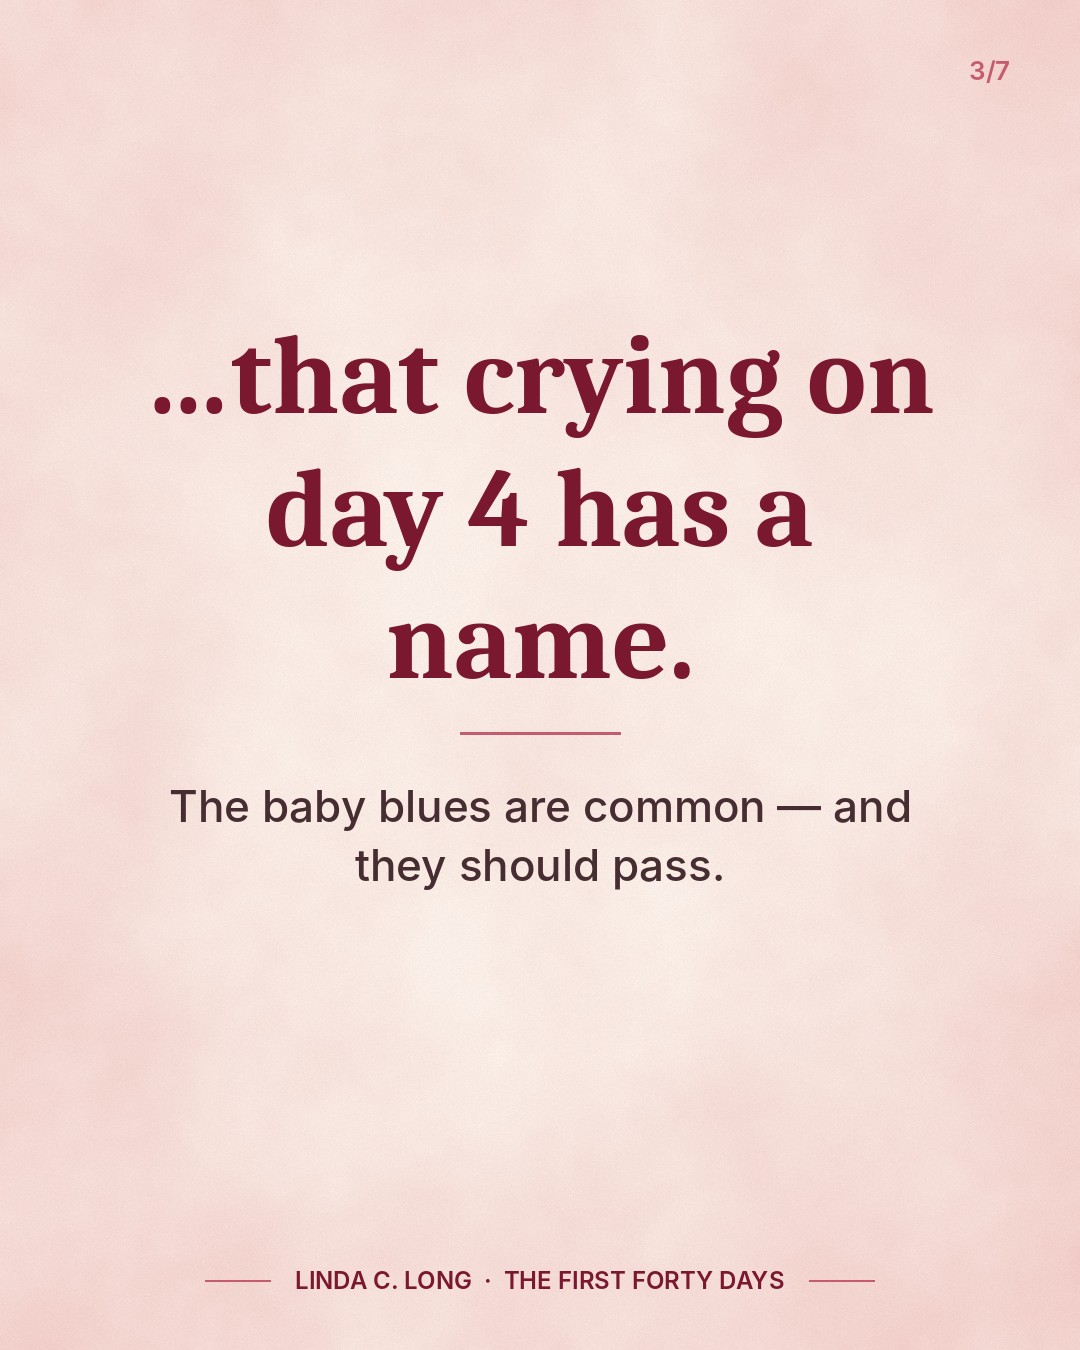 3/7
...that crying on
day 4 has a
name.
The baby blues are common — and
they should pass.
LINDA C. LONG · THE FIRST FORTY DAYS